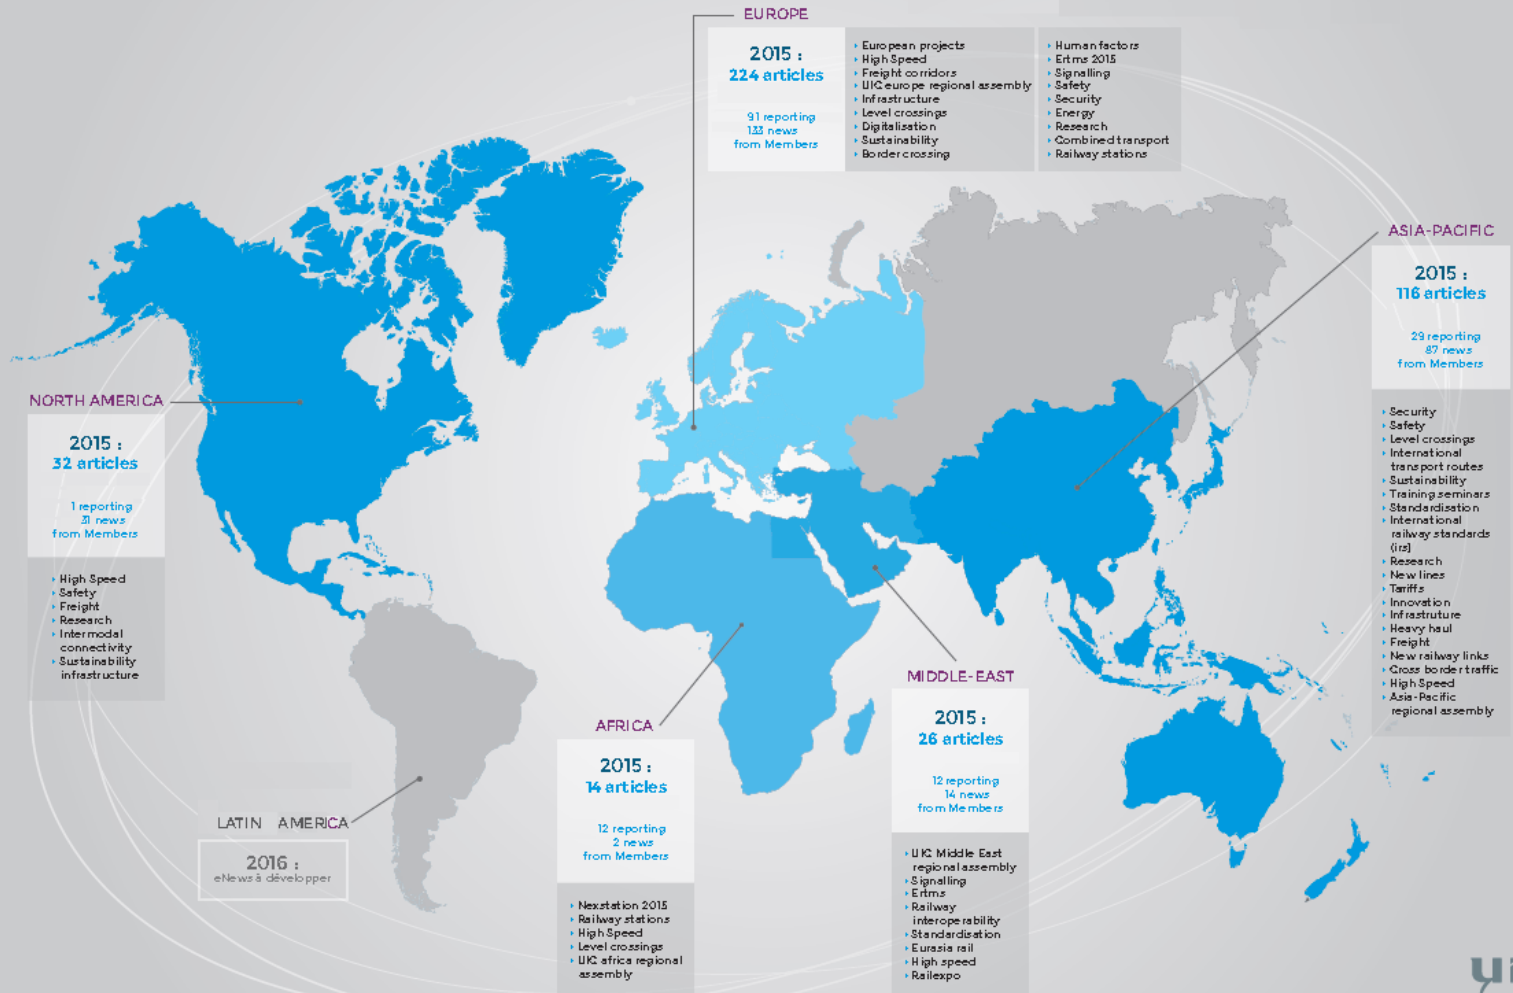 EUROPE
2015 :
224 articles
91 reporting
133 news
from Members
European projects
High Speed
Freight corridors
UIC europe regional assembly
Infrastructure
Level crossings
Digitalisation
Sustainability
Border crossing
Human factors
Ertms 2015
Signalling
Safety
Security
Energy
Research
Combined transport
Railway stations
ASIA-PACIFIC
2015 :
116 articles
29 reporting
87 news
from Members
Security
Safety
Level crossings
International
transport routes
Sustainability
Training seminars
Standardisation
International
railway standards
(irs)
Research
New lines
Tariffs
Innovation
Infrastruture
Heavy haul
Freight
New railway links
Cross border traffic
High Speed
Asia-Pacific
regional assembly
NORTH AMERICA
2015 :
32 articles
1 reporting
31 news
from Members
High Speed
Safety
Freight
Research
Intermodal
connectivity
Sustainability
infrastructure
MIDDLE-EAST
2015 :
26 articles
12 reporting
14 news
from Members
UIC Middle East
regional assembly
Signalling
Ertms
Railway
interoperability
Standardisation
Eurasia rail
High speed
Railexpo
AFRICA
2015 :
14 articles
12 reporting
2 news
from Members
Nexstation 2015
Railway stations
High Speed
Level crossings
UIC africa regional
assembly
LATIN AMERICA
2016 :
eNews à développer